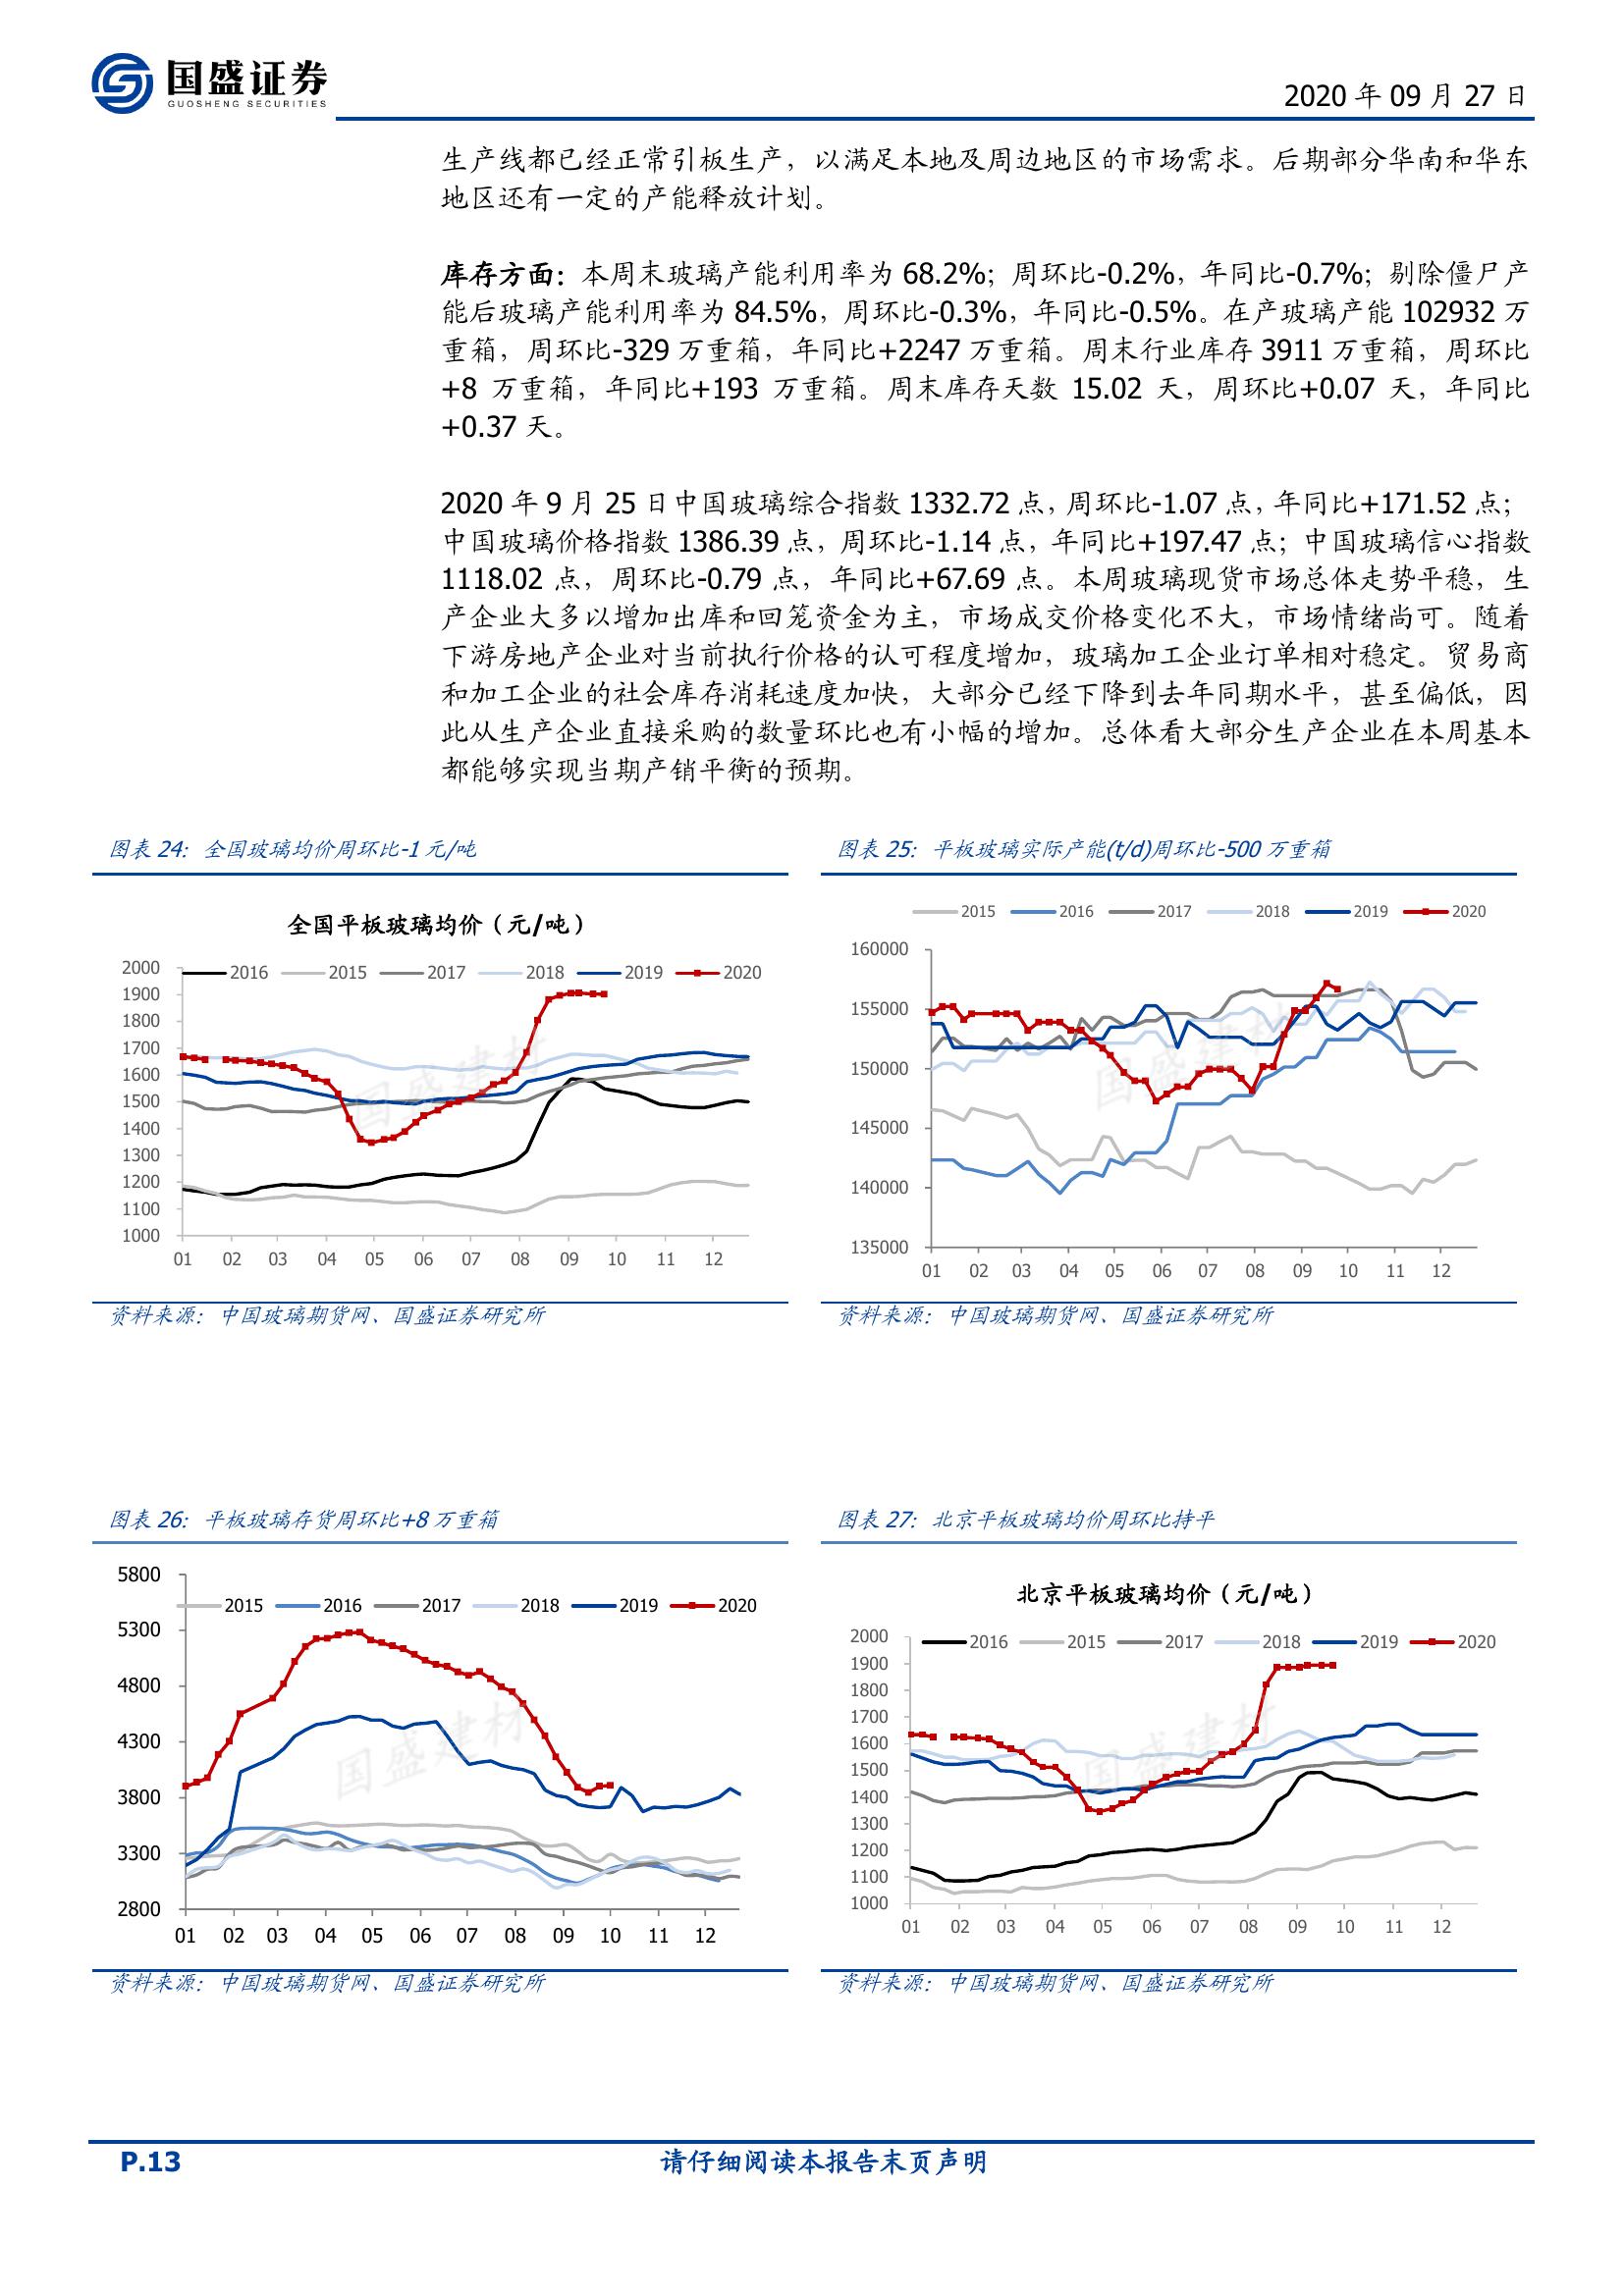 国盛证券
GUOSHENG SECURITIES
2020 年 09 月 27 日
生产线都已经正常引板生产，以满足本地及周边地区的市场需求。后期部分华南和华东
地区还有一定的产能释放计划。
库存方面：本周末玻璃产能利用率为 68.2%；周环比-0.2%，年同比-0.7%；剔除僵尸产
能后玻璃产能利用率为 84.5%，周环比-0.3%，年同比-0.5%。在产玻璃产能 102932 万
重箱，周环比-329 万重箱，年同比+2247 万重箱。周末行业库存 3911 万重箱，周环比
+8 万重箱，年同比+193 万重箱。周末库存天数 15.02 天，周环比+0.07 天，年同比
+0.37 天。
2020 年 9 月 25 日中国玻璃综合指数 1332.72 点，周环比-1.07 点，年同比+171.52 点；
中国玻璃价格指数 1386.39 点，周环比-1.14 点，年同比+197.47 点；中国玻璃信心指数
1118.02 点，周环比-0.79 点，年同比+67.69 点。本周玻璃现货市场总体走势平稳，生
产企业大多以增加出库和回笼资金为主，市场成交价格变化不大，市场情绪尚可。随着
下游房地产企业对当前执行价格的认可程度增加，玻璃加工企业订单相对稳定。贸易商
和加工企业的社会库存消耗速度加快，大部分已经下降到去年同期水平，甚至偏低，因
此从生产企业直接采购的数量环比也有小幅的增加。总体看大部分生产企业在本周基本
都能够实现当期产销平衡的预期。
图表 24：全国玻璃均价周环比-1 元/吨
全国平板玻璃均价（元/吨）
2016 2015 2017 2018 2019 2020
2000
1900
1800
1700
1600
1500
1400
1300
1200
1100
1000
01 02 03 04 05 06 07 08 09 10 11 12
国盛建材
资料来源：中国玻璃期货网、国盛证券研究所
图表 25：平板玻璃实际产能(t/d)周环比-500 万重箱
2015 2016 2017 2018 2019 2020
160000
155000
150000
145000
140000
135000
01 02 03 04 05 06 07 08 09 10 11 12
国盛建材
资料来源：中国玻璃期货网、国盛证券研究所
图表 26：平板玻璃存货周环比+8 万重箱
5800
2015 2016 2017 2018 2019 2020
5300
4800
4300
3800
3300
2800
01 02 03 04 05 06 07 08 09 10 11 12
国盛建材
资料来源：中国玻璃期货网、国盛证券研究所
图表 27：北京平板玻璃均价周环比持平
北京平板玻璃均价（元/吨）
2016 2015 2017 2018 2019 2020
2000
1900
1800
1700
1600
1500
1400
1300
1200
1100
1000
01 02 03 04 05 06 07 08 09 10 11 12
国盛建材
资料来源：中国玻璃期货网、国盛证券研究所
P.13
请仔细阅读本报告末页声明